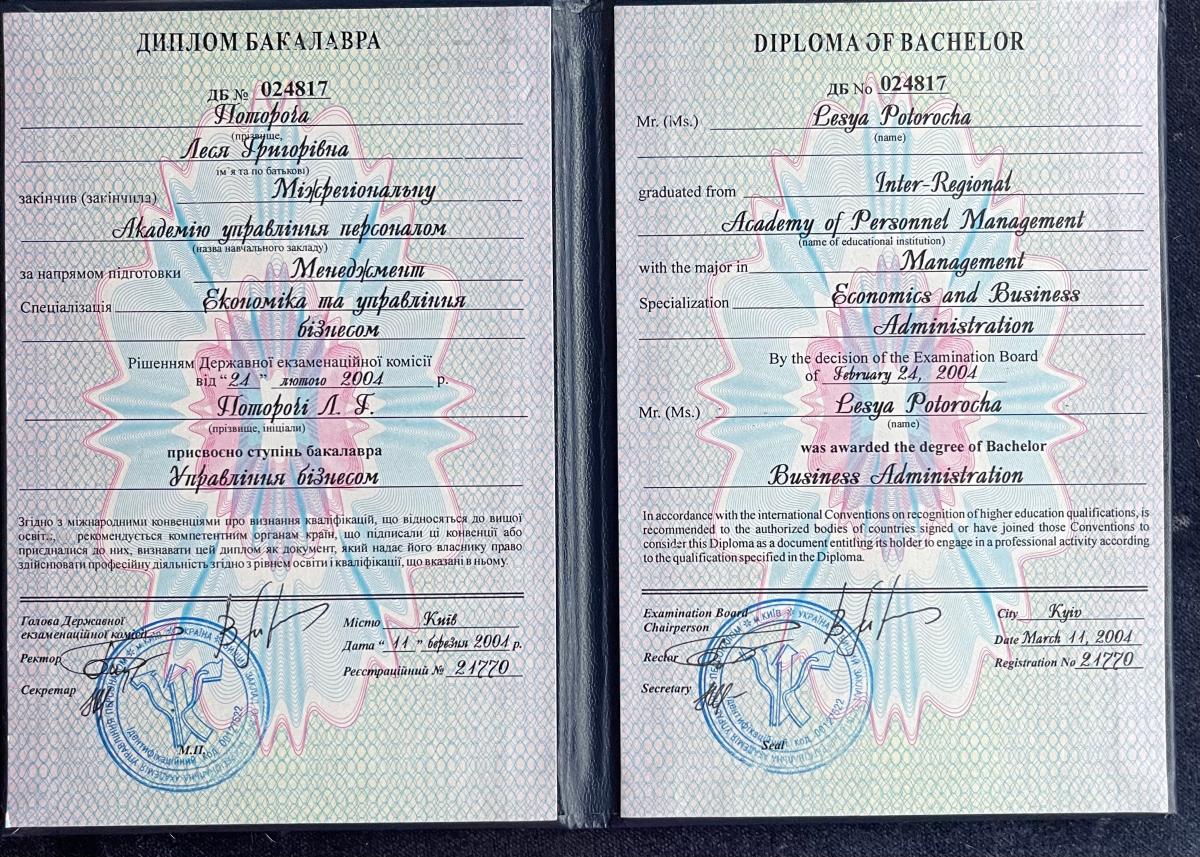 ДИПЛОМ БАКАЛАВРА
ДБ № 024817
Потороча
(прізвище,
Леся Григорівна
ім`я та по батькові)
закінчив (закінчила) Міжрегіональну
Академію управління персоналом
(назва навчального закладу)
за напрямом підготовки Менеджмент
Спеціалізація Економіка та управління
бізнесом
Рішенням Державної екзаменаційної комісії
від “24” лютого 2004 р.
Поторочі Л. Г.
(прізвище, ініціали)
присвоєно ступінь бакалавра
Управління бізнесом
Згідно з міжнародними конвенціями про визнання кваліфікацій, що відносяться до вищої
освіт.., рекомендується компетентним органам країн, що підписали ці конвенції або
приєдналися до них, визнавати цей диплом як документ, який надає його власнику право
здійснювати професійну діяльність згідно з рівнем освіти і кваліфікації, що вказані в ньому.
Голова Державної
екзаменаційної комісії
Ректор
Секретар
М.П.
Місто Київ
Дата “11” березня 2004 р.
Реєстраційний № 21770
DIPLOMA OF BACHELOR
ДБ No 024817
Mr. (Ms.) Lesya Potorocha
(name)
graduated from Inter-Regional
Academy of Personnel Management
(name of educational institution)
with the major in Management
Specialization Economics and Business
Administration
By the decision of the Examination Board
of February 24, 2004
Mr. (Ms.) Lesya Potorocha
(name)
was awarded the degree of Bachelor
Business Administration
In accordance with the international Conventions on recognition of higher education qualifications, is
recommended to the authorized bodies of countries signed or have joined those Conventions to
consider this Diploma as a document entitling its holder to engage in a professional activity according
to the qualification specified in the Diploma.
Examination Board
Chairperson
Rector
Secretary
Seal
City Kyiv
Date March 11, 2004
Registration No 21770